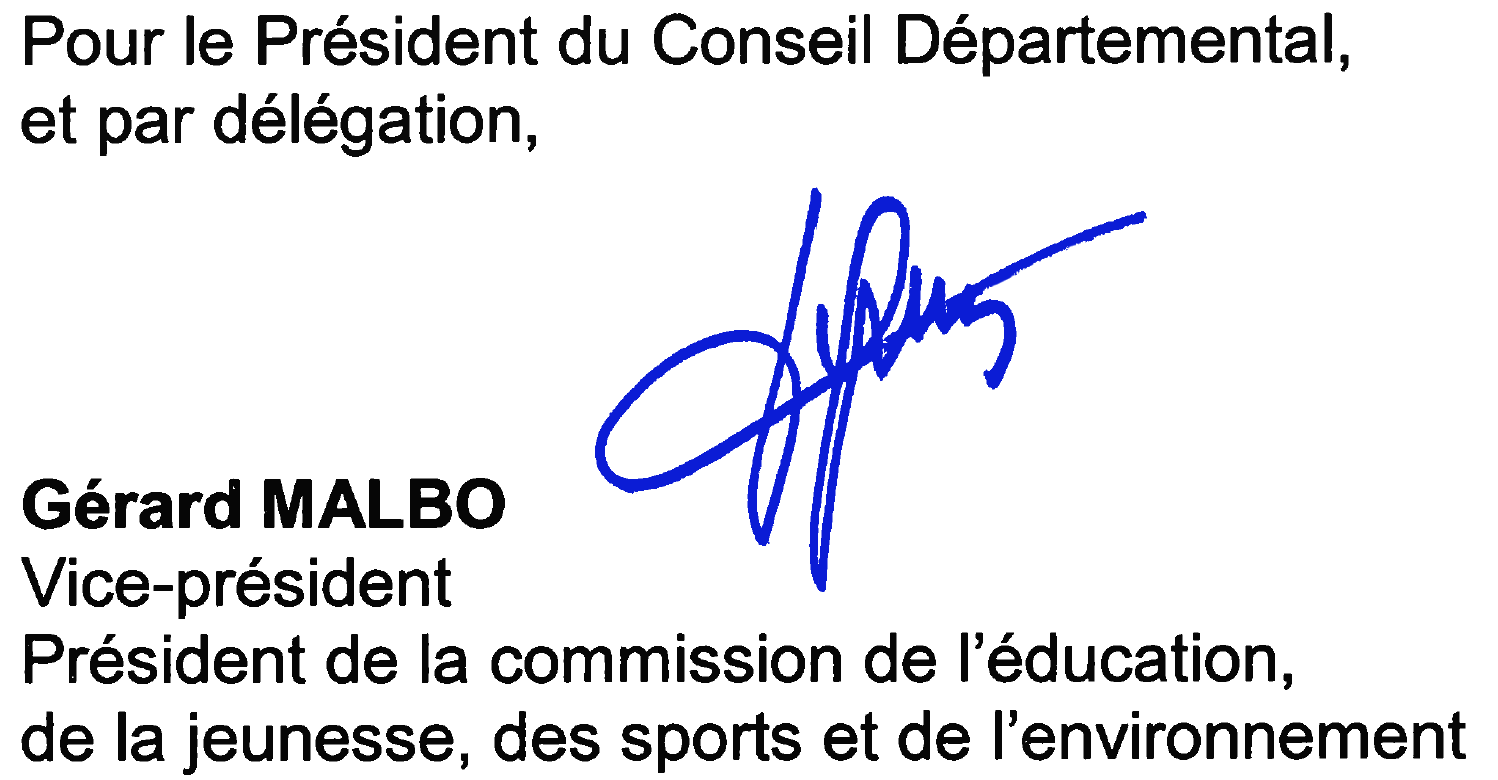 Pour le Président du Conseil Départemental,
et par délégation,
Gérard MALBO
Vice-président
Président de la commission de l'éducation,
de la jeunesse, des sports et de l'environnement